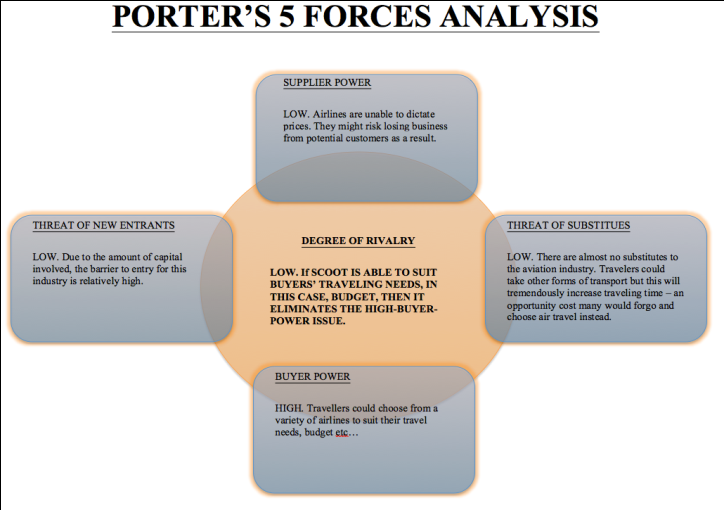 PORTER’S 5 FORCES ANALYSIS
SUPPLIER POWER
LOW. Airlines are unable to dictate
prices. They might risk losing business
from potential customers as a result.
THREAT OF NEW ENTRANTS
LOW. Due to the amount of capital
involved, the barrier to entry for this
industry is relatively high.
DEGREE OF RIVALRY
LOW. If SCOOT IS ABLE TO SUIT
BUYERS’ TRAVELING NEEDS, IN
THIS CASE, BUDGET, THEN IT
ELIMINATES THE HIGH-BUYER-
POWER ISSUE.
THREAT OF SUBSTITUES
LOW. There are almost no substitutes to
the aviation industry. Travelers could
take other forms of transport but this will
tremendously increase traveling time – an
opportunity cost many would forgo and
choose air travel instead.
BUYER POWER
HIGH. Travellers could choose from a
variety of airlines to suit their travel
needs, budget etc…